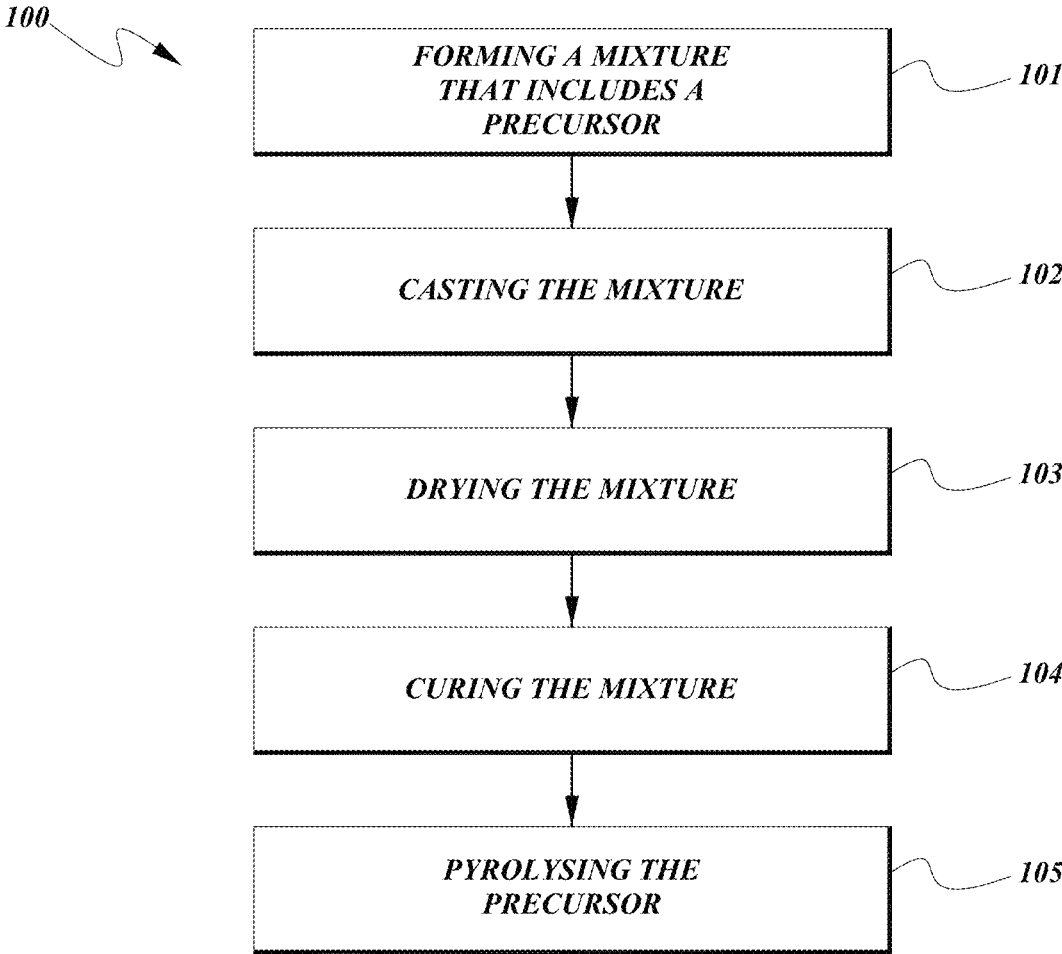 100
FORMING A MIXTURE
THAT INCLUDES A
PRECURSOR
101
CASTING THE MIXTURE
102
DRYING THE MIXTURE
103
CURING THE MIXTURE
104
PYROLYSING THE
PRECURSOR
105